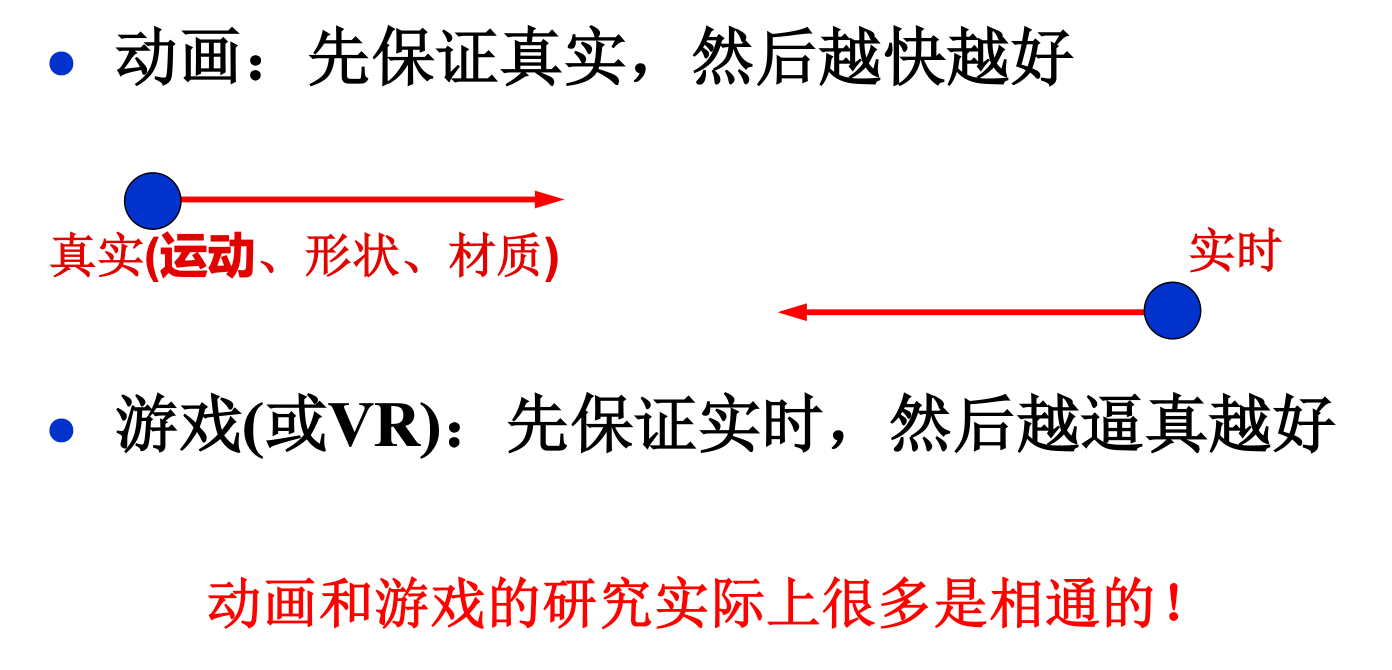 • 动画：先保证真实，然后越快越好
真实(运动、形状、材质)
实时
• 游戏(或VR)：先保证实时，然后越逼真越好
动画和游戏的研究实际上很多是相通的！